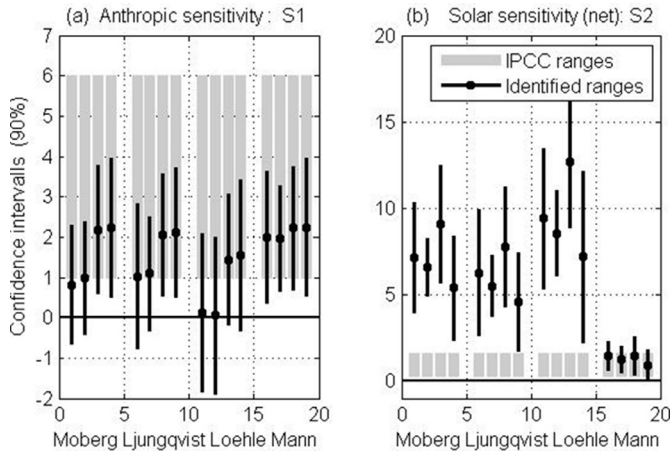 (a) Anthropic sensitivity : S1
(b) Solar sensitivity (net): S2
Confidence intervalls (90%)
6
5
4
3
2
1
0
-1
-2
0 5 10 15 20
Moberg Ljungqvist Loehle Mann
20
15
10
5
0
IPCC ranges
Identified ranges
0 5 10 15 20
Moberg Ljungqvist Loehle Mann